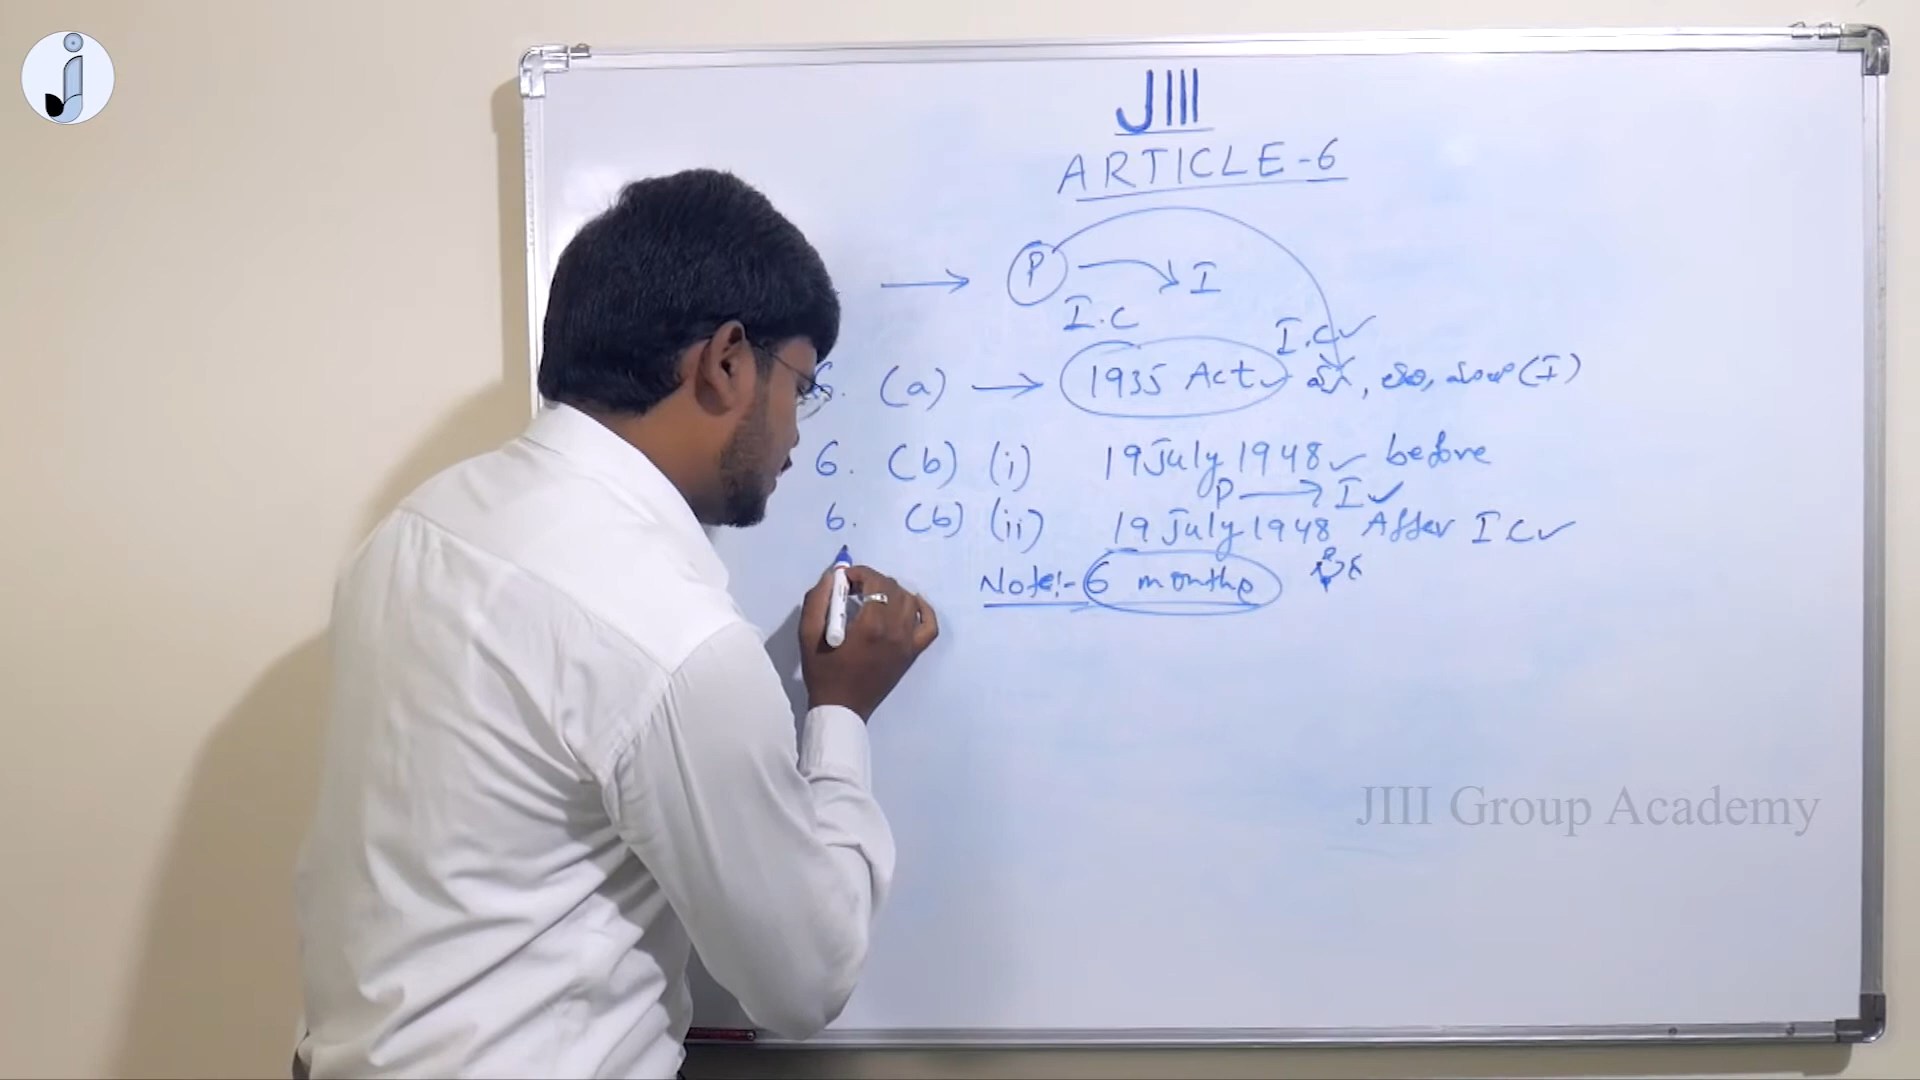 JIII
ARTICLE-6
P I
I.C
I.C
6. (a) 1935 Act (I)
6. (b) (i) 19 July 1948 before
P I
6. (b) (ii) 19 July 1948 After I C
Note:- 6 months
JIII Group Academy